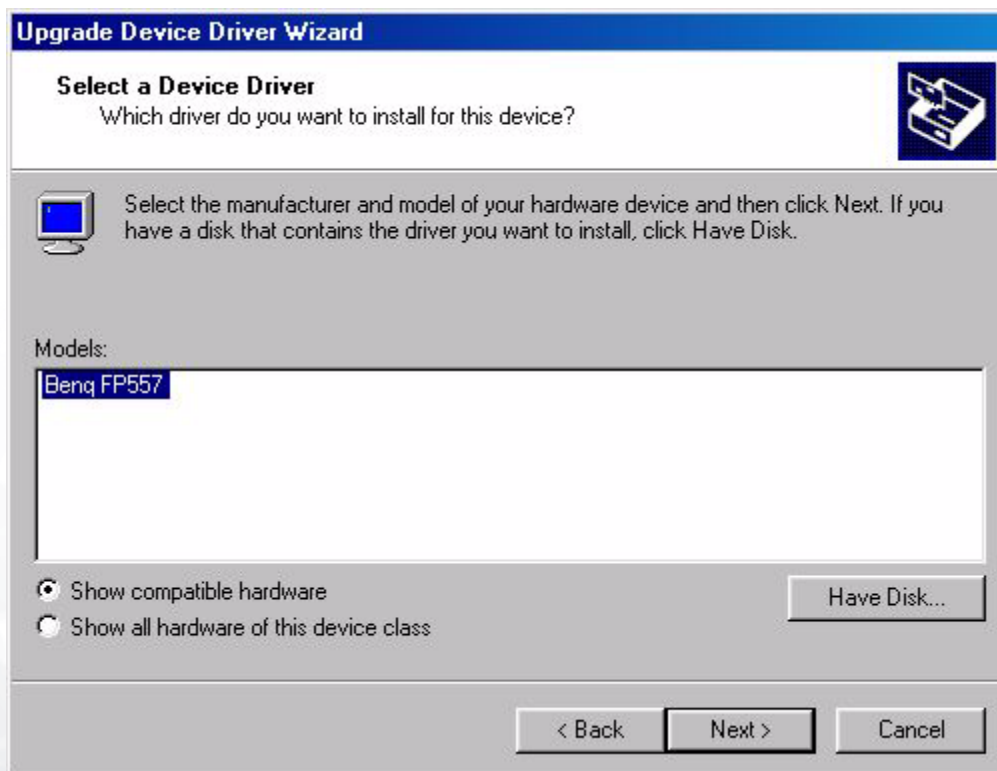 Upgrade Device Driver Wizard
Select a Device Driver
Which driver do you want to install for this device?
Select the manufacturer and model of your hardware device and then click Next. If you
have a disk that contains the driver you want to install, click Have Disk.
Models:
Benq FP557
Show compatible hardware
Have Disk...
Show all hardware of this device class
< Back
Next >
Cancel